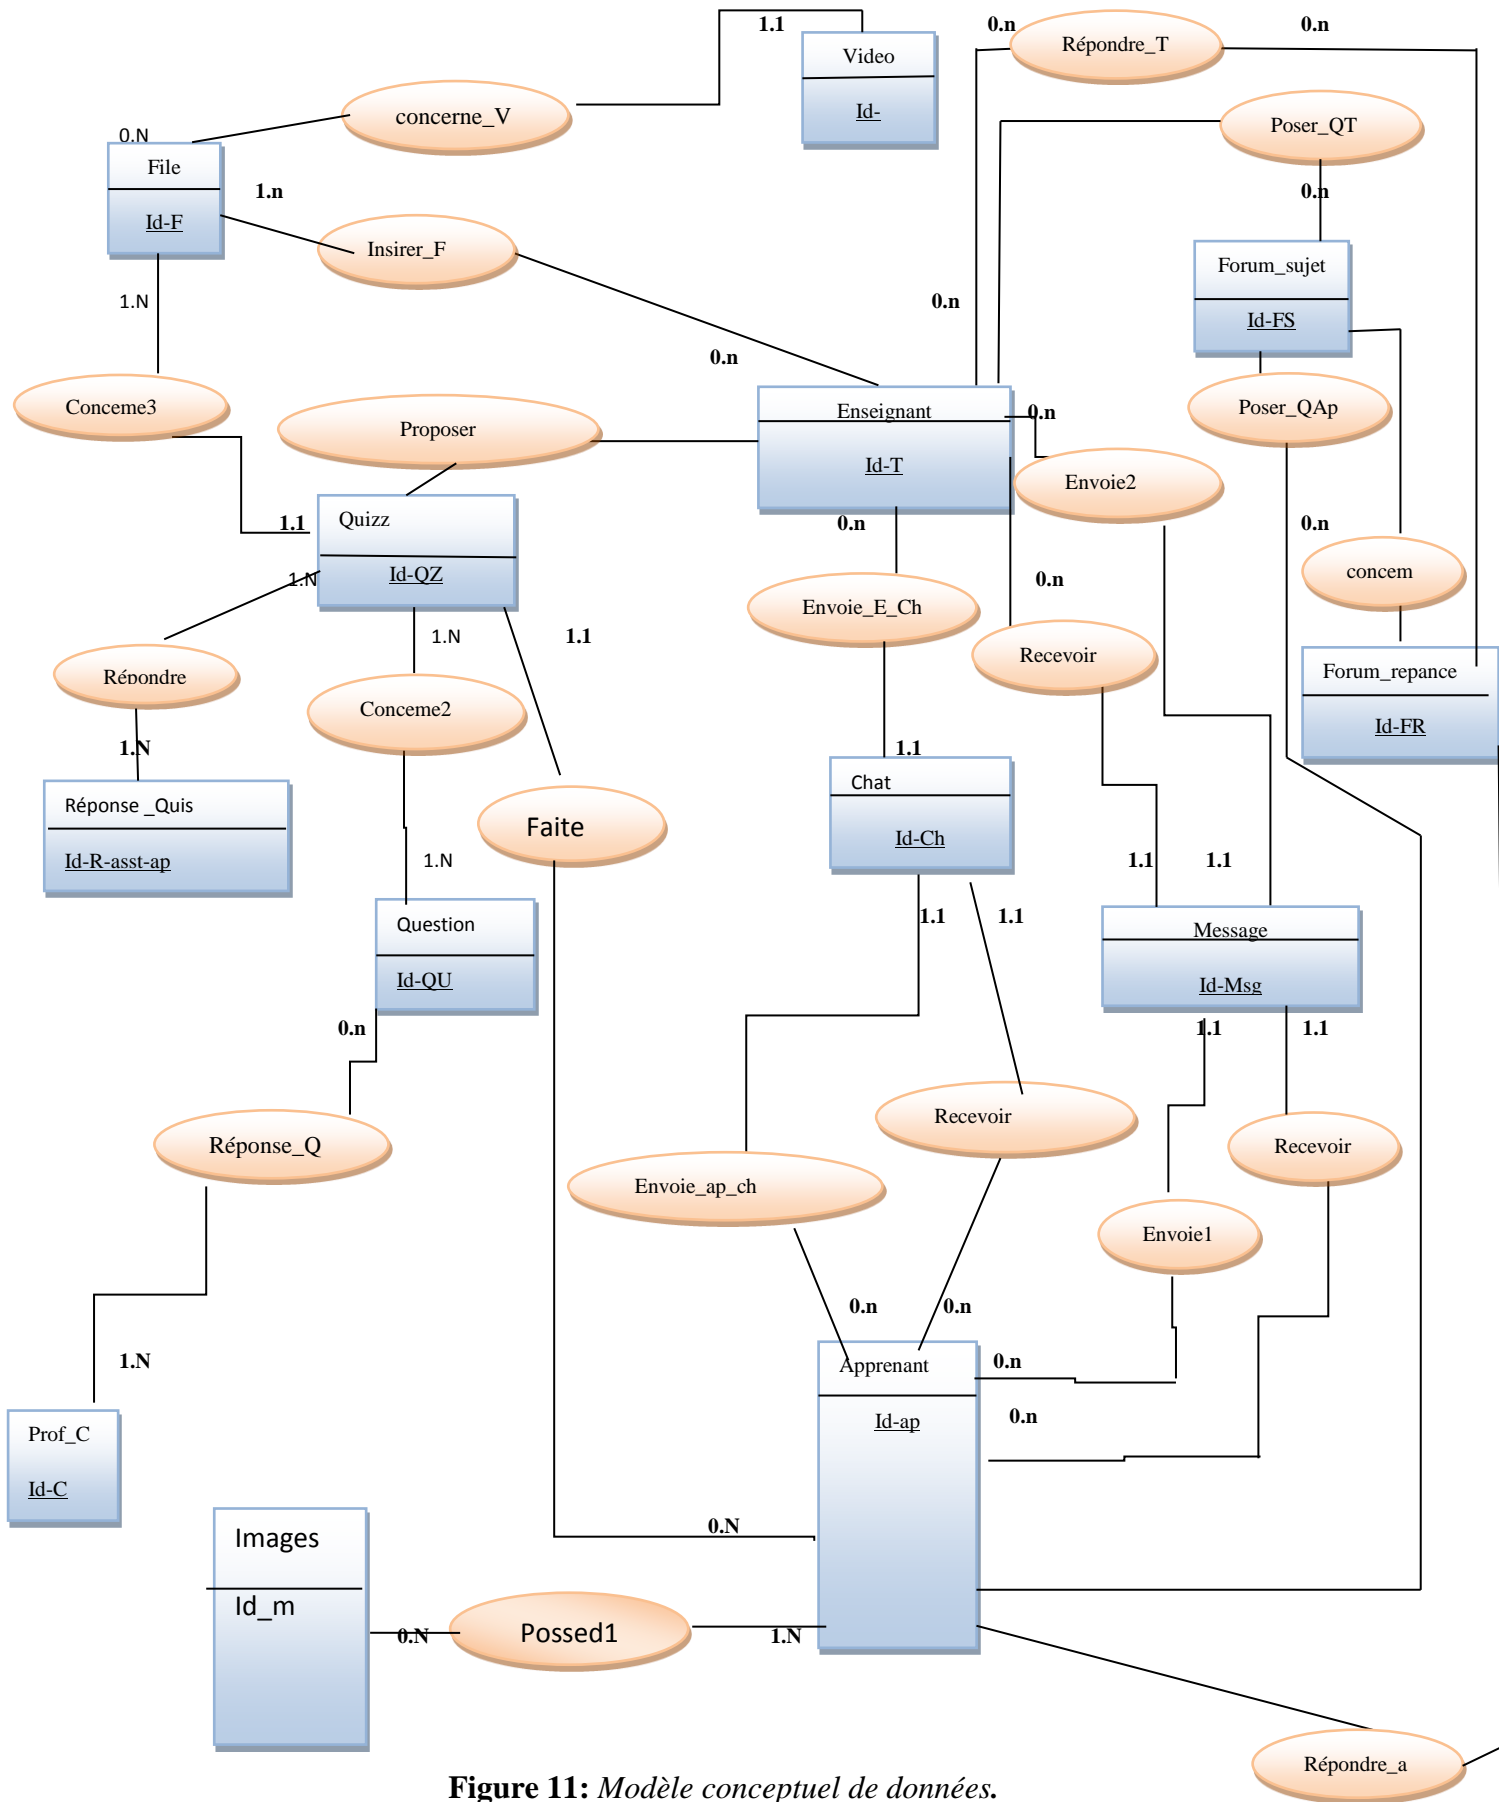 1.1
0.n
Répondre_T
0.n
Video
Id-
concerne_V
Poser_QT
0.N
File
Id-F
1.n
Insirer_F
0.n
Forum_sujet
Id-FS
1.N
0.n
0.n
Conceme3
Proposer
Enseignant
Id-T
0.n
Poser_QAp
Envoie2
1.1
Quizz
Id-QZ
1.N
0.n
0.n
concem
0.n
Envoie_E_Ch
Répondre
1.N
1.1
Recevoir
Forum_repance
Id-FR
Conceme2
1.N
1.1
Réponse _Quis
Id-R-asst-ap
Faite
Chat
Id-Ch
1.N
1.1
1.1
Question
Id-QU
1.1
1.1
Message
Id-Msg
0.n
1.1
1.1
Réponse_Q
Recevoir
Recevoir
Envoie_ap_ch
Envoie1
0.n
0.n
1.N
Apprenant
Id-ap
0.n
0.n
Prof_C
Id-C
Images
Id_m
0.N
0.N
Possed1
1.N
Répondre_a
Figure 11: Modèle conceptuel de données.